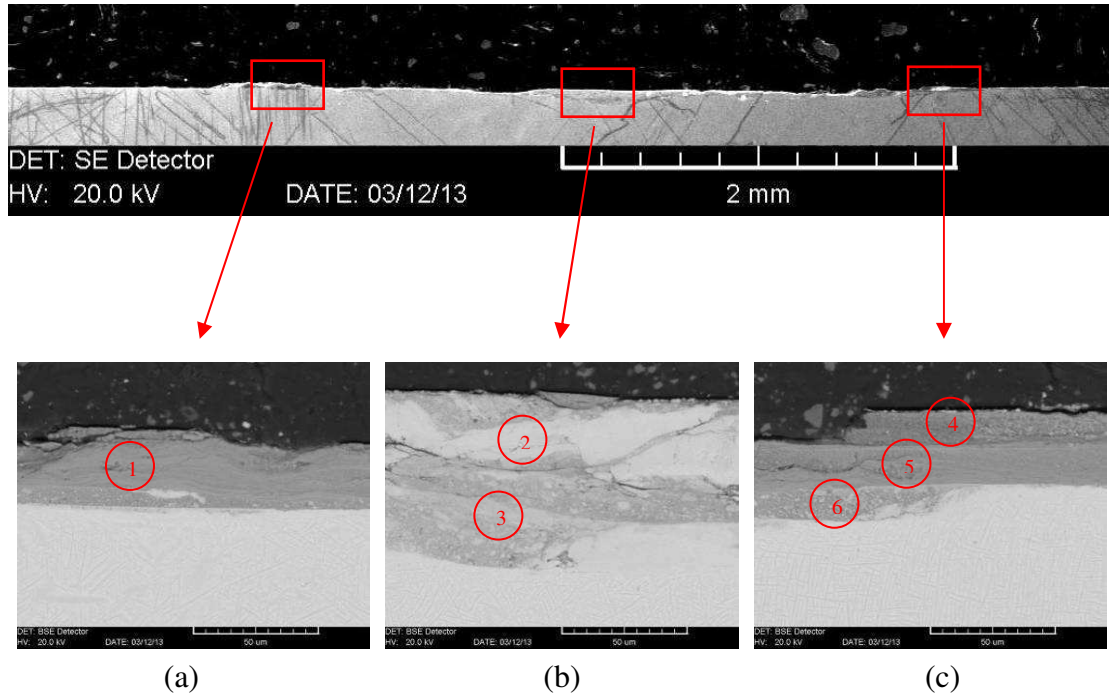 DET: SE Detector
HV: 20.0 kV DATE: 03/12/13 2 mm
1
2
3
4
5
6
DET: BSE Detector
HV: 20.0 kV DATE: 03/12/13 50 um
DET: BSE Detector
HV: 20.0 kV DATE: 03/12/13 50 um
DET: BSE Detector
HV: 20.0 kV DATE: 03/12/13 50 um
(a) (b) (c)